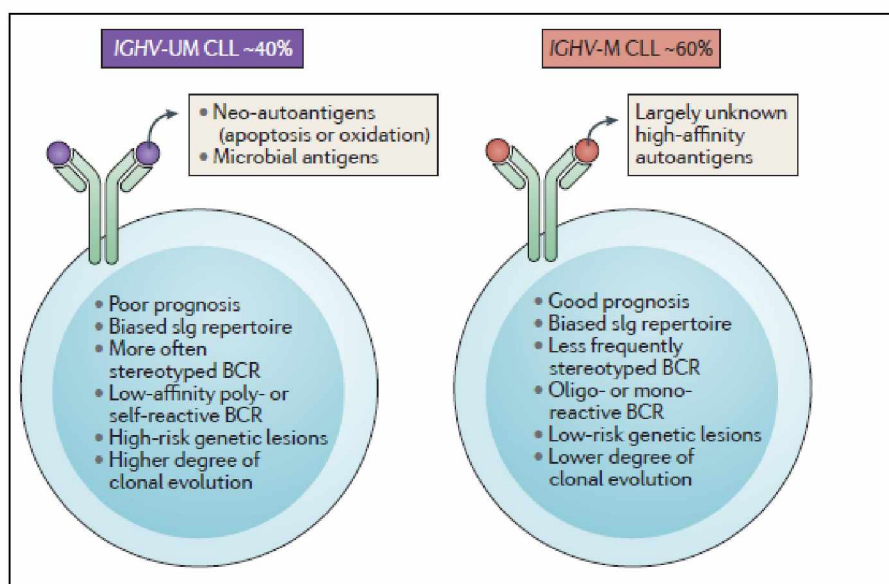 IGHV-UM CLL ~40%
• Neo-autoantigens
(apoptosis or oxidation)
• Microbial antigens
• Poor prognosis
• Biased sIg repertoire
• More often
stereotyped BCR
• Low-affinity poly- or
self-reactive BCR
• High-risk genetic lesions
• Higher degree of
clonal evolution
IGHV-M CLL ~60%
Largely unknown
high-affinity
autoantigens
• Good prognosis
• Biased sIg repertoire
• Less frequently
stereotyped BCR
• Oligo- or mono-
reactive BCR
• Low-risk genetic lesions
• Lower degree of
clonal evolution